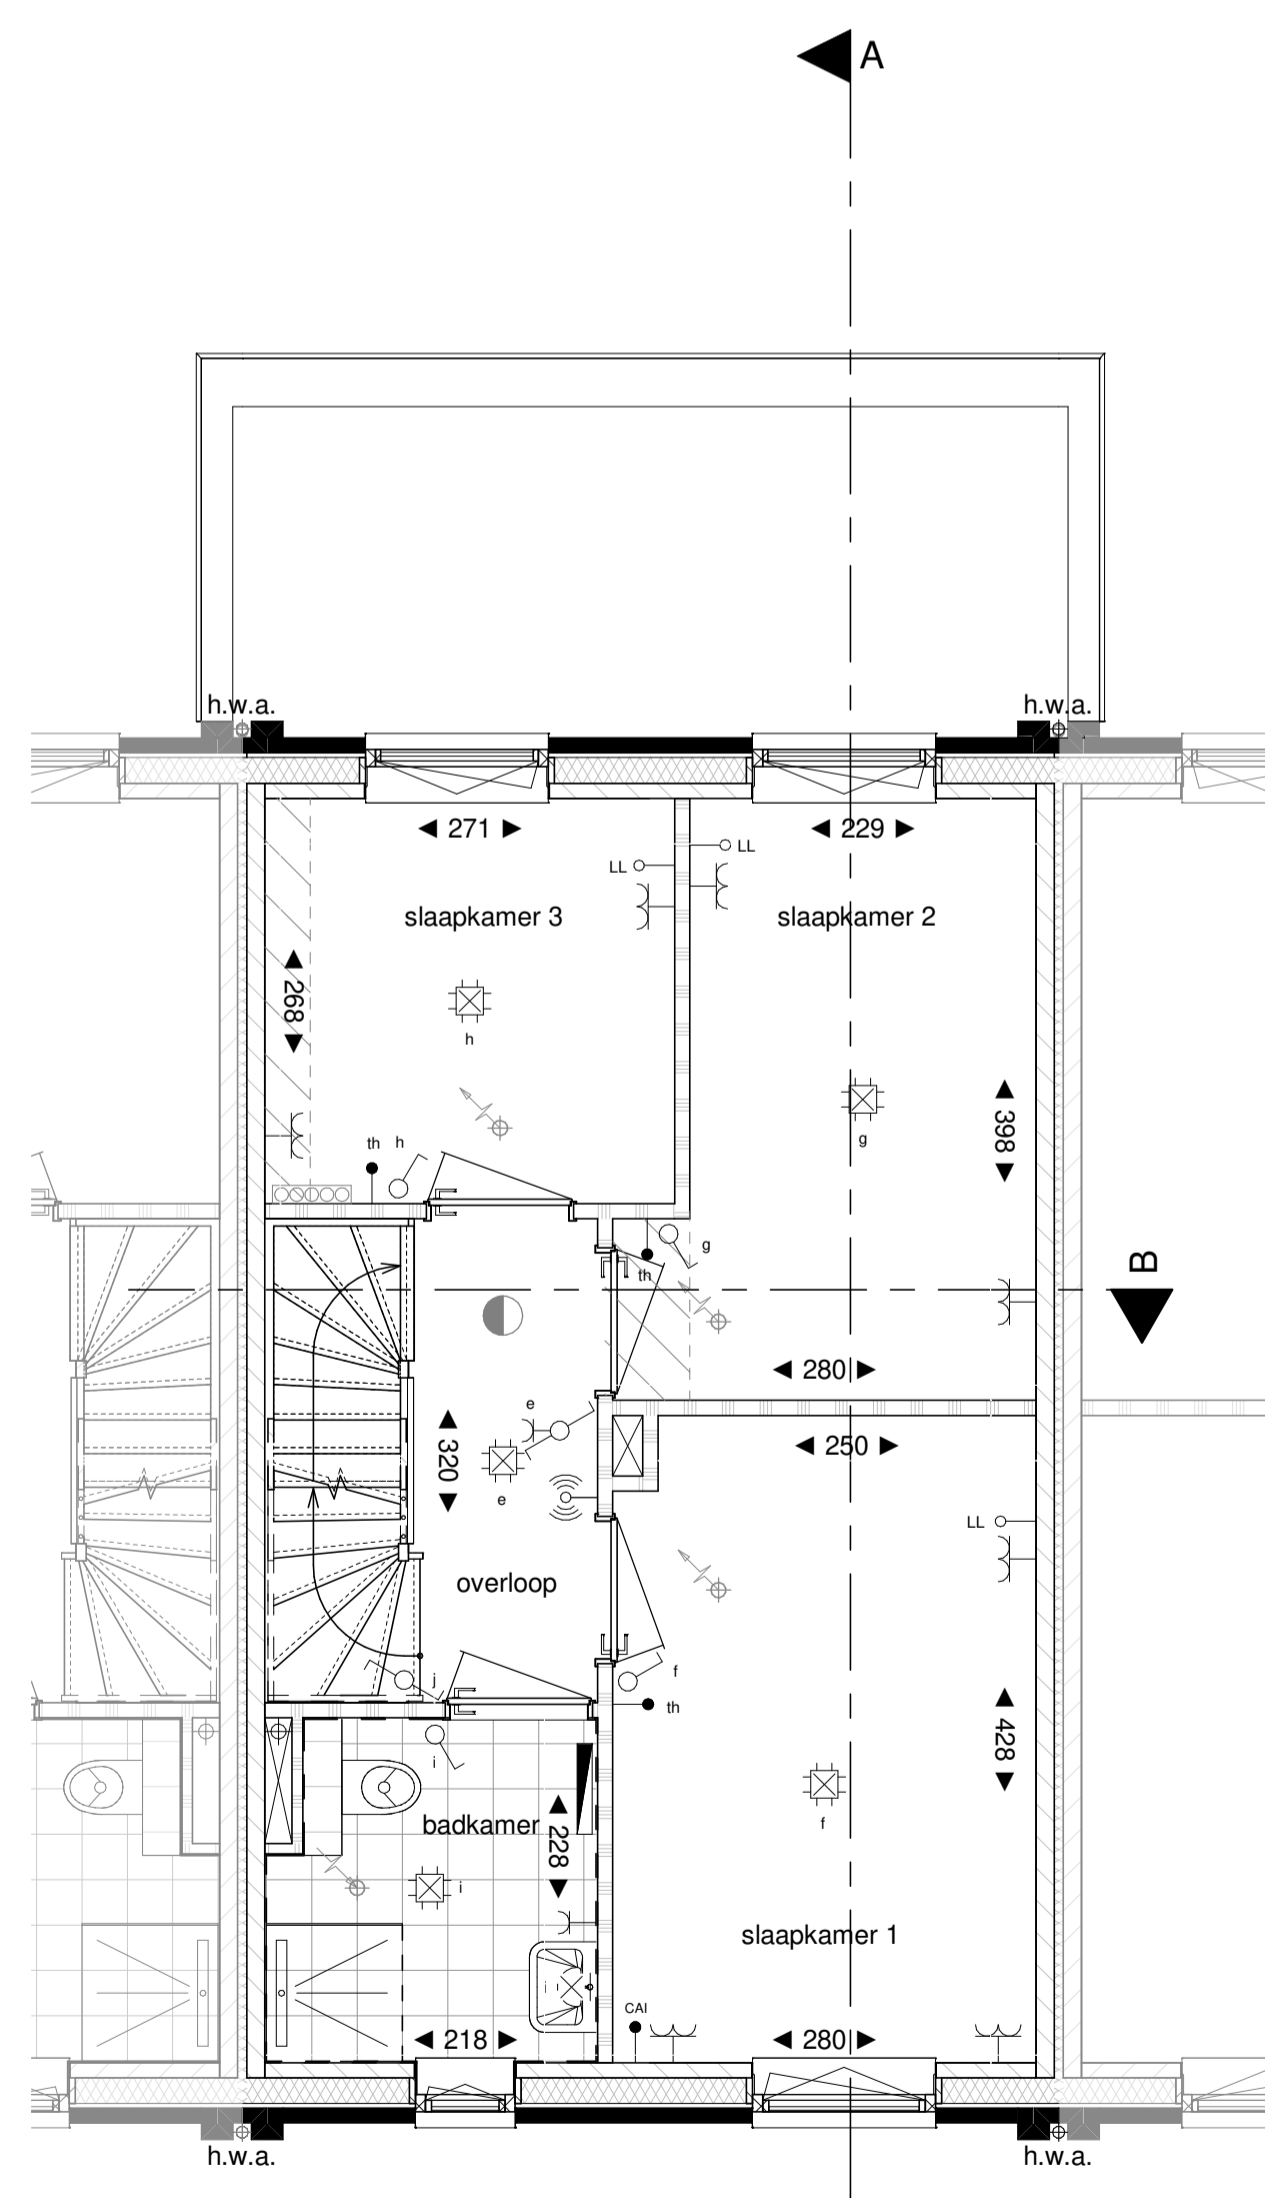 A
h.w.a. h.w.a.
271 229
LL LL
slaapkamer 3 slaapkamer 2
268
h
g
398
th h
g
th
B
280
e
320
250
e
LL
overloop
j
f
th
428
i
badkamer
228
f
i
slaapkamer 1
CAI
218 280
h.w.a. h.w.a.